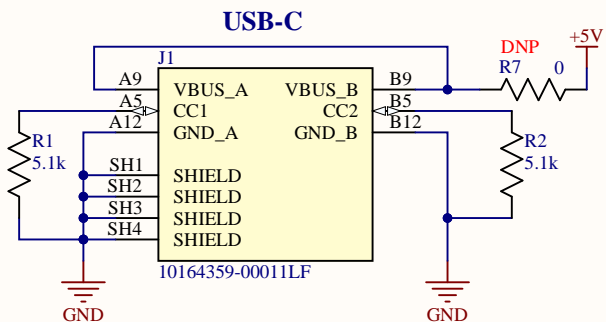 USB-C
J1
DNP
+5V
R7 0
A9 VBUS_A VBUS_B B9
A5 CC1 CC2 B5
A12 GND_A GND_B B12
R1
5.1k
R2
5.1k
SH1 SHIELD
SH2 SHIELD
SH3 SHIELD
SH4 SHIELD
10164359-00011LF
GND
GND